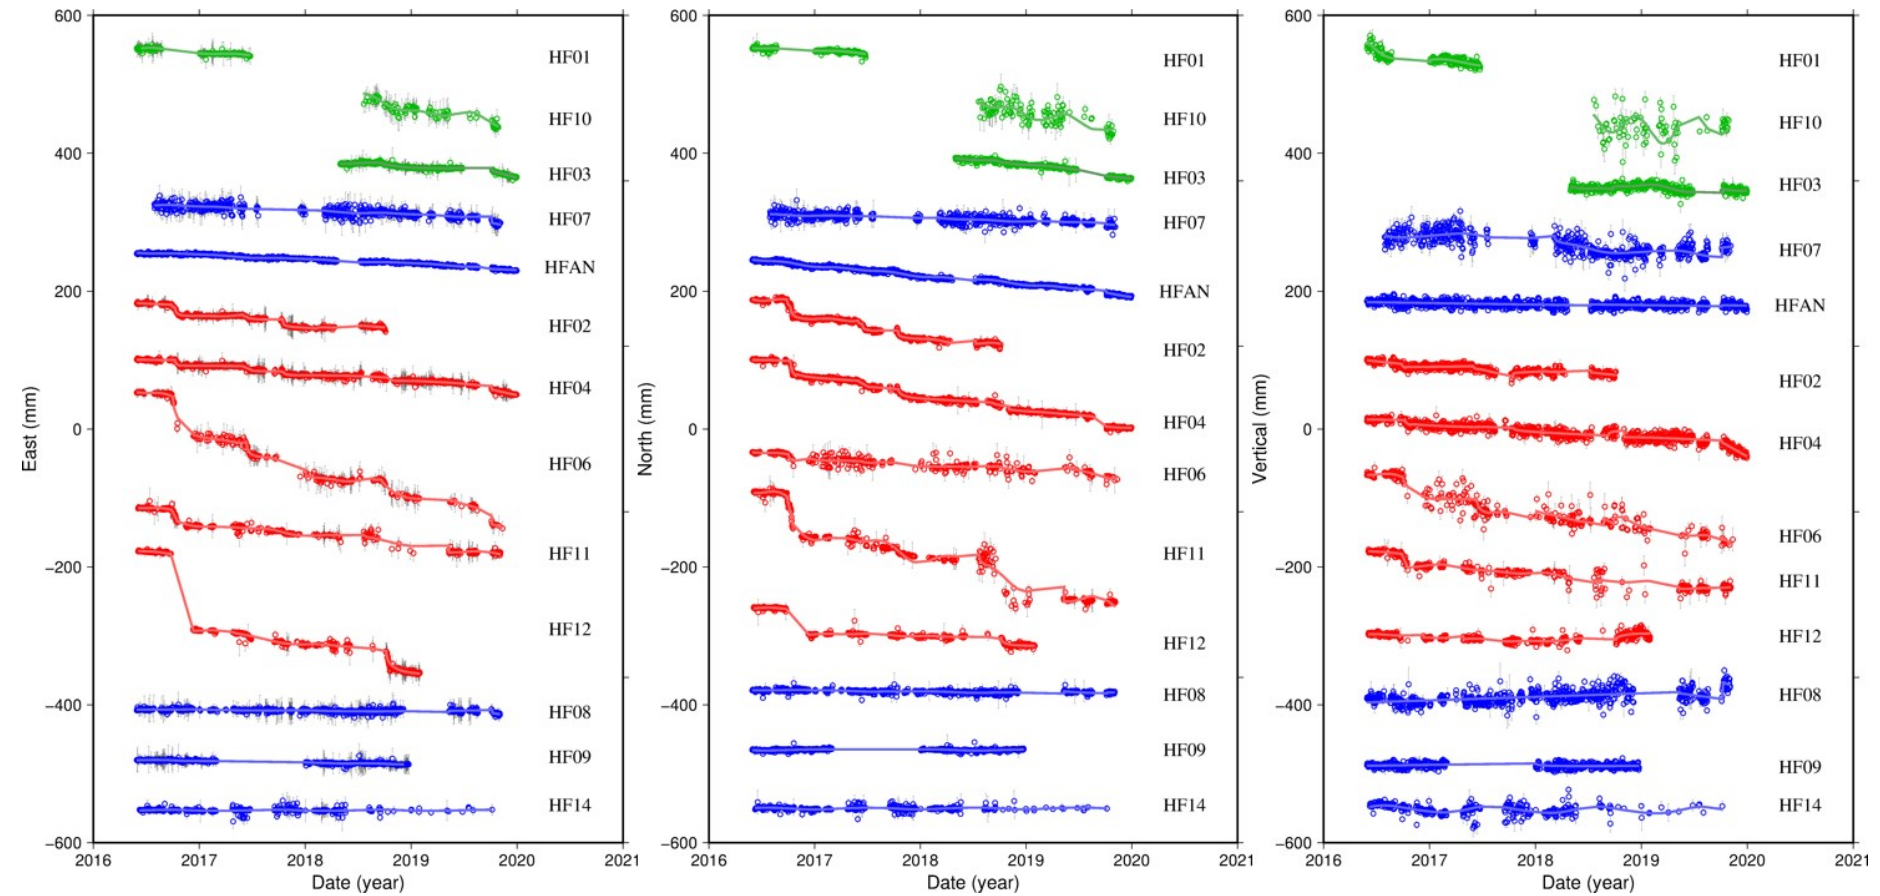 600
400
200
0
−200
−400
−600
East (mm)
2016 2017 2018 2019 2020 2021
Date (year)
HF01
HF10
HF03
HF07
HFAN
HF02
HF04
HF06
HF11
HF12
HF08
HF09
HF14
600
400
200
0
−200
−400
−600
North (mm)
2016 2017 2018 2019 2020 2021
Date (year)
HF01
HF10
HF03
HF07
HFAN
HF02
HF04
HF06
HF11
HF12
HF08
HF09
HF14
600
400
200
0
−200
−400
−600
Vertical (mm)
2016 2017 2018 2019 2020 2021
Date (year)
HF01
HF10
HF03
HF07
HFAN
HF02
HF04
HF06
HF11
HF12
HF08
HF09
HF14